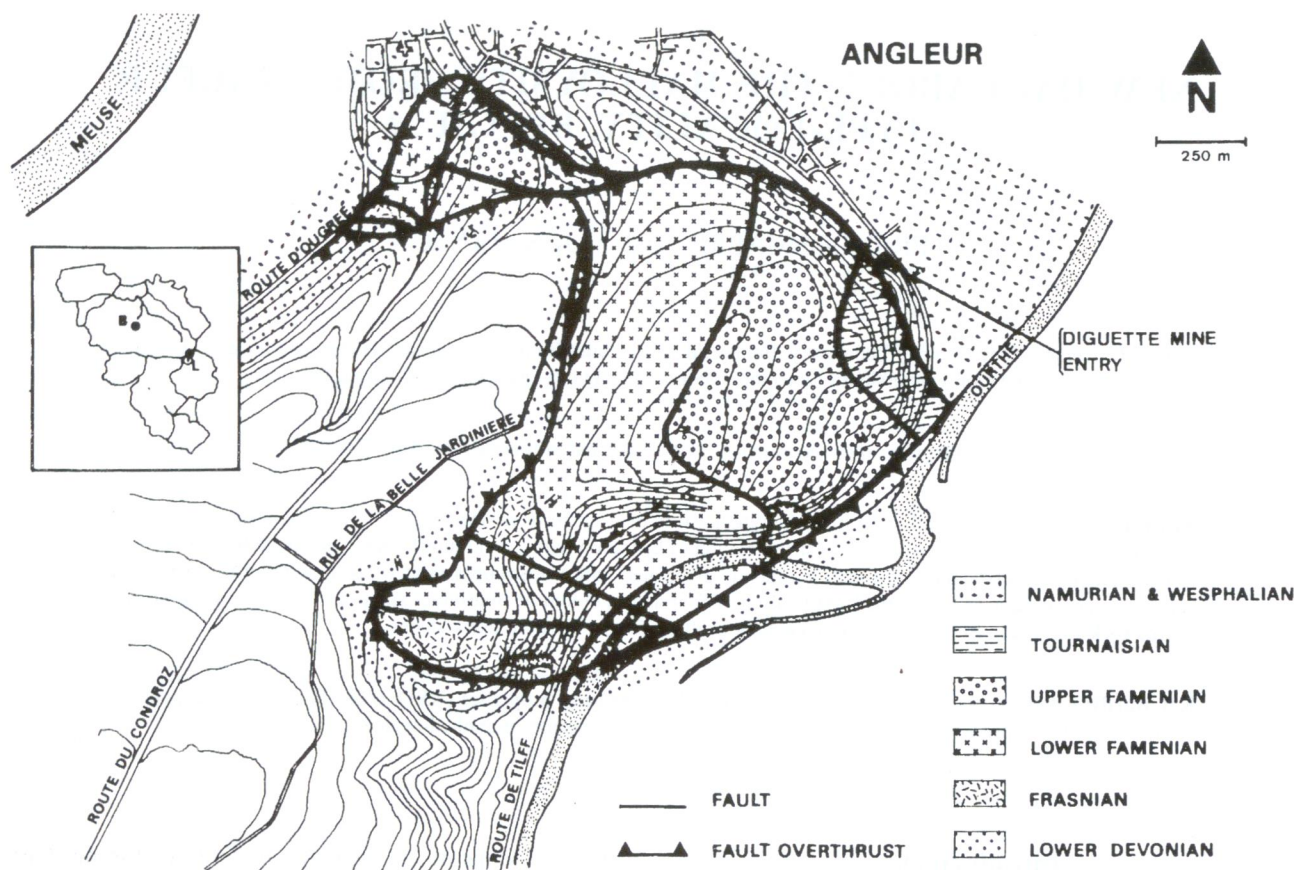 ANGLEUR
N
250 m
MEUSE
ROUTE D'OUGRÉE
B
DIGUETTE MINE
ENTRY
OURTHE
RUE DE LA BELLE JARDINIERE
ROUTE DU CONDROZ
ROUTE DE TILFF
NAMURIAN & WESPHALIAN
TOURNAISIAN
UPPER FAMENIAN
LOWER FAMENIAN
FRASNIAN
LOWER DEVONIAN
FAULT
FAULT OVERTHRUST